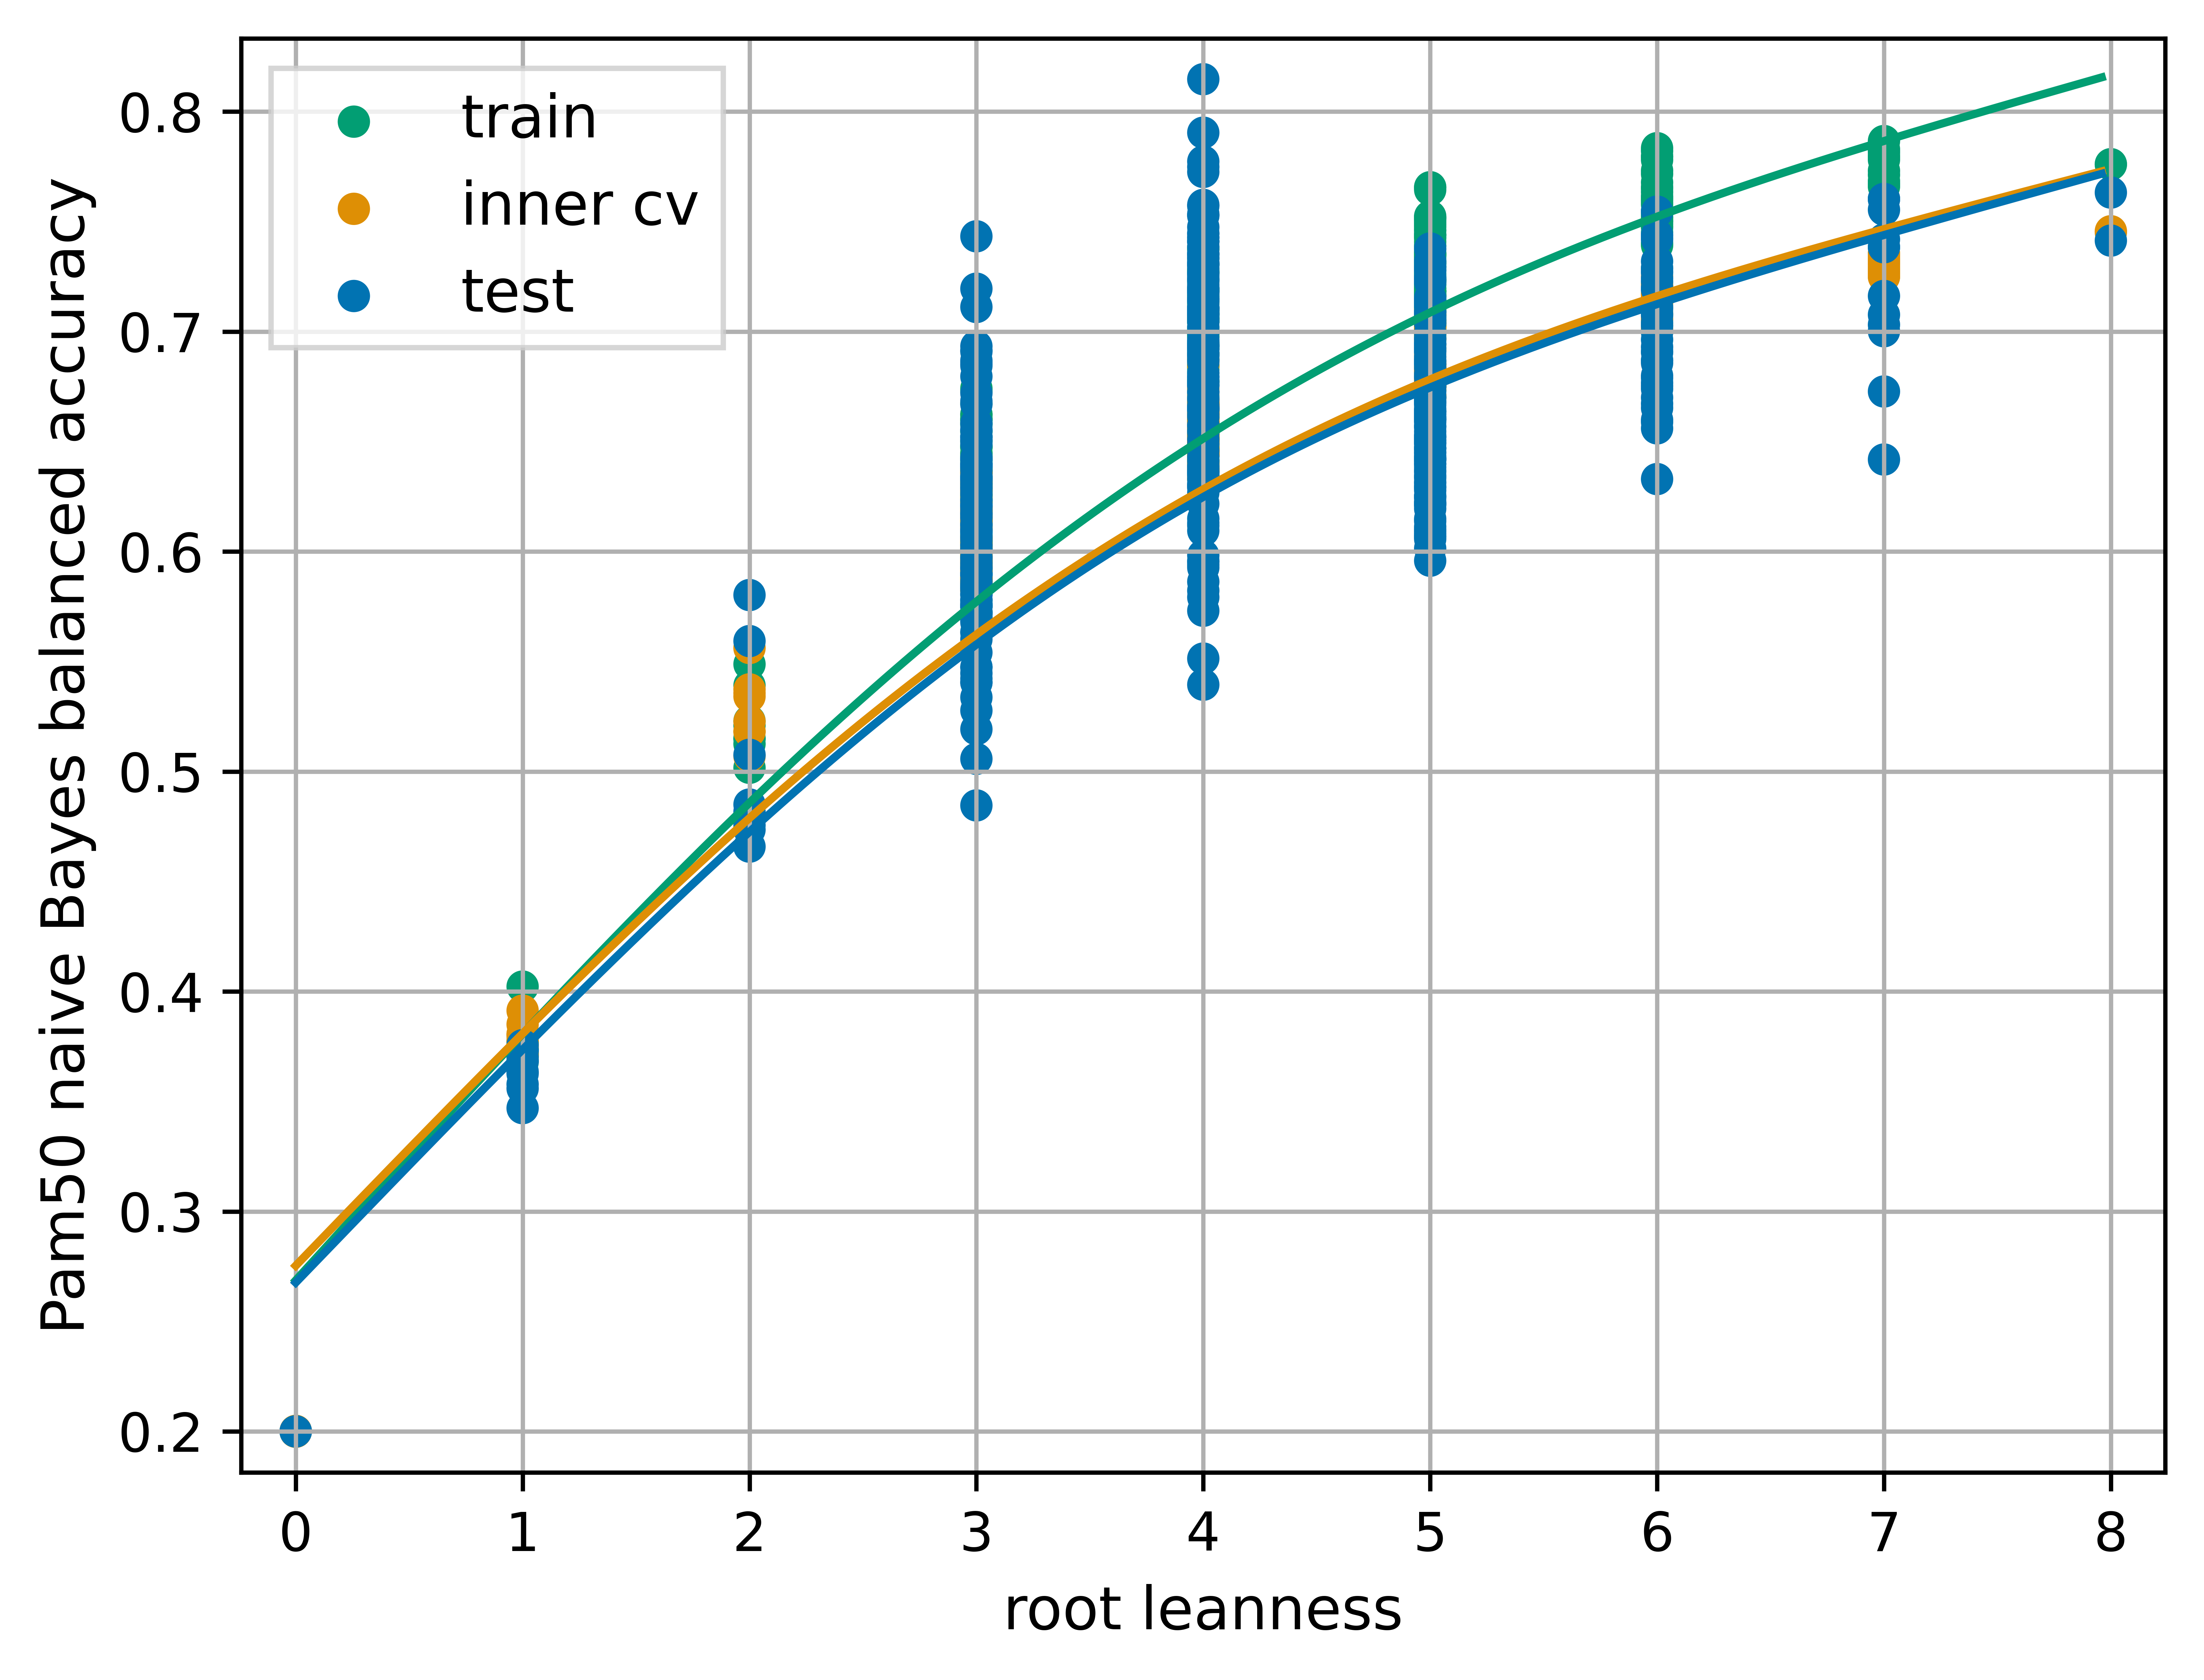 train
inner cv
test
Pam50 naive Bayes balanced accuracy
0.8
0.7
0.6
0.5
0.4
0.3
0.2
0 1 2 3 4 5 6 7 8
root leanness